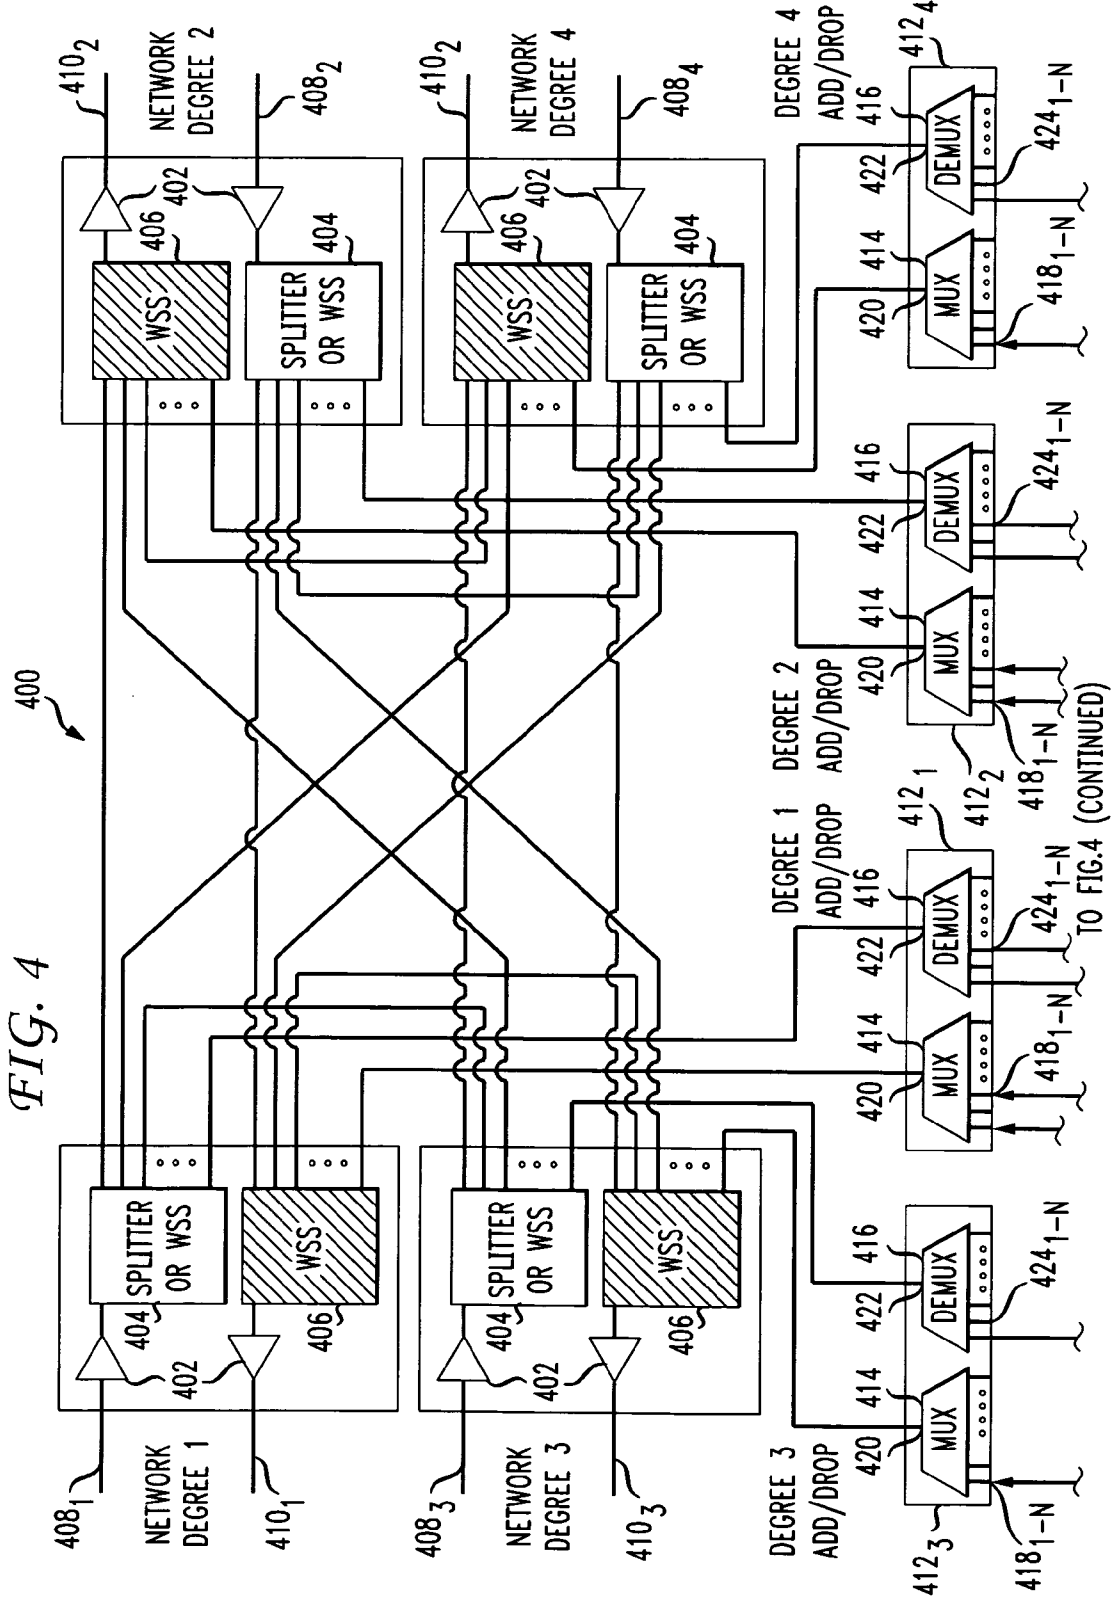 FIG. 4
400
408₁
NETWORK
DEGREE 1
410₁
402
404
SPLITTER
OR WSS
406
WSS
410₂
NETWORK
DEGREE 2
408₂
402
406
WSS
404
SPLITTER
OR WSS
408₃
NETWORK
DEGREE 3
410₃
402
404
SPLITTER
OR WSS
406
WSS
410₂
NETWORK
DEGREE 4
408₄
402
406
WSS
404
SPLITTER
OR WSS
DEGREE 3
ADD/DROP
412₃
420
414
MUX
418₁₋N
422
416
DEMUX
424₁₋N
DEGREE 1
ADD/DROP
412₁
420
414
MUX
418₁₋N
422
416
DEMUX
424₁₋N
DEGREE 2
ADD/DROP
412₂
420
414
MUX
418₁₋N
422
416
DEMUX
424₁₋N
DEGREE 4
ADD/DROP
412₄
420
414
MUX
418₁₋N
422
416
DEMUX
424₁₋N
TO FIG.4 (CONTINUED)